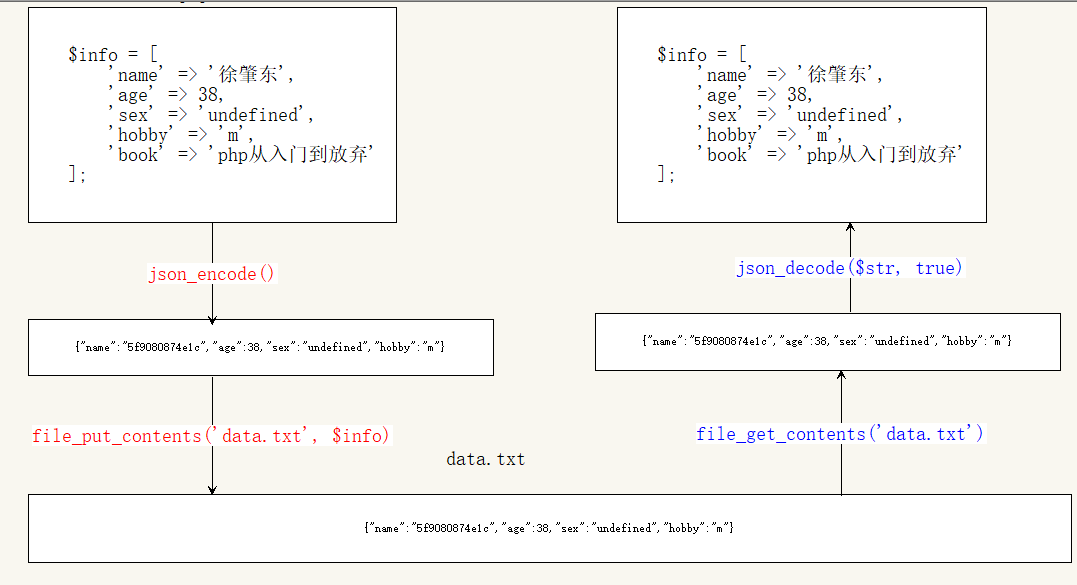 $info = [
'name' => '徐肇东',
'age' => 38,
'sex' => 'undefined',
'hobby' => 'm',
'book' => 'php从入门到放弃'
];
json_encode()
{"name":"5f9080874e1c","age":38,"sex":"undefined","hobby":"m"}
file_put_contents('data.txt', $info)
$info = [
'name' => '徐肇东',
'age' => 38,
'sex' => 'undefined',
'hobby' => 'm',
'book' => 'php从入门到放弃'
];
json_decode($str, true)
{"name":"5f9080874e1c","age":38,"sex":"undefined","hobby":"m"}
file_get_contents('data.txt')
data.txt
{"name":"5f9080874e1c","age":38,"sex":"undefined","hobby":"m"}